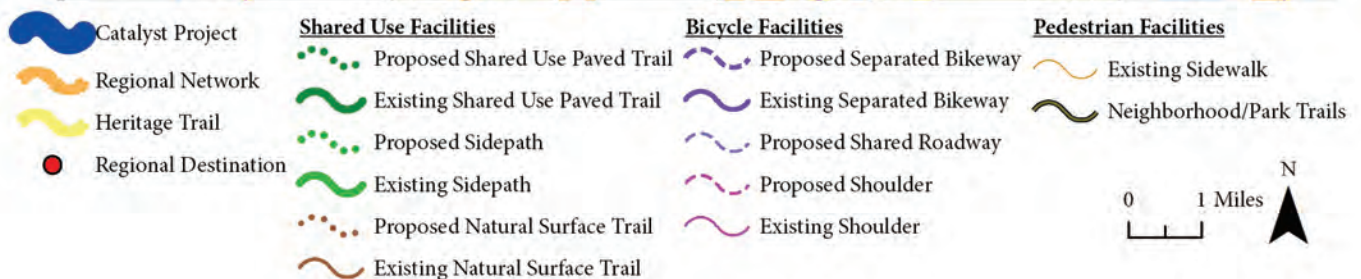 Catalyst Project
Regional Network
Heritage Trail
Regional Destination
Shared Use Facilities
Proposed Shared Use Paved Trail
Existing Shared Use Paved Trail
Proposed Sidepath
Existing Sidepath
Proposed Natural Surface Trail
Existing Natural Surface Trail
Bicycle Facilities
Proposed Separated Bikeway
Existing Separated Bikeway
Proposed Shared Roadway
Proposed Shoulder
Existing Shoulder
Pedestrian Facilities
Existing Sidewalk
Neighborhood/Park Trails
N
0 1 Miles